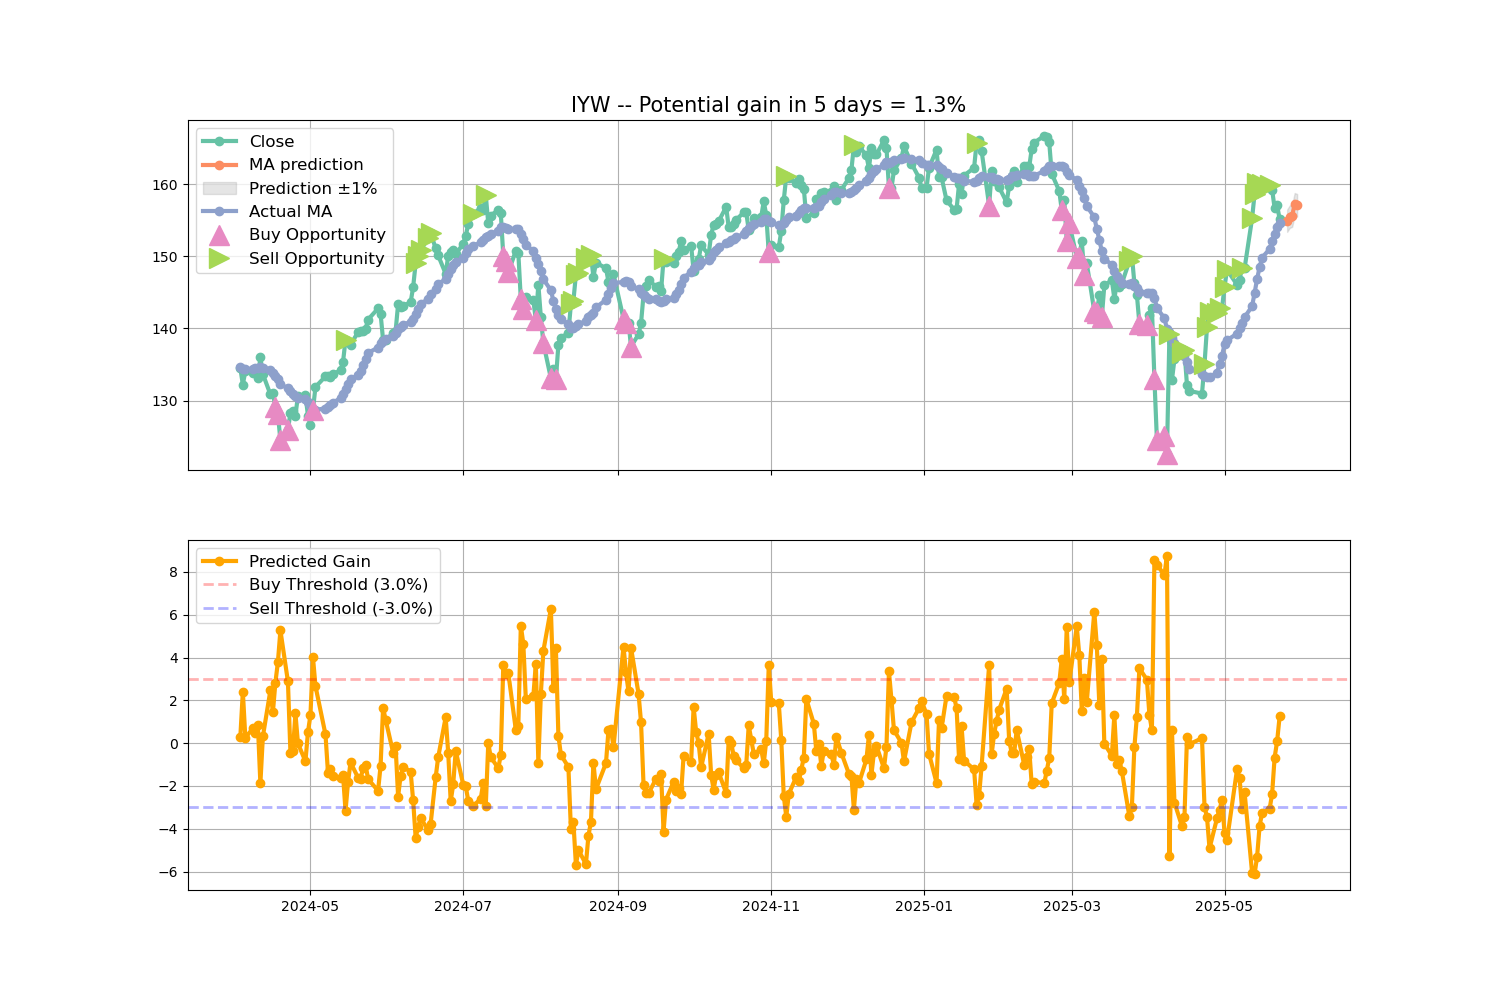 IYW -- Potential gain in 5 days = 1.3%
Close
MA prediction
Prediction ±1%
Actual MA
Buy Opportunity
Sell Opportunity
160
150
140
130
Predicted Gain
Buy Threshold (3.0%)
Sell Threshold (-3.0%)
8
6
4
2
0
−2
−4
−6
2024-05 2024-07 2024-09 2024-11 2025-01 2025-03 2025-05